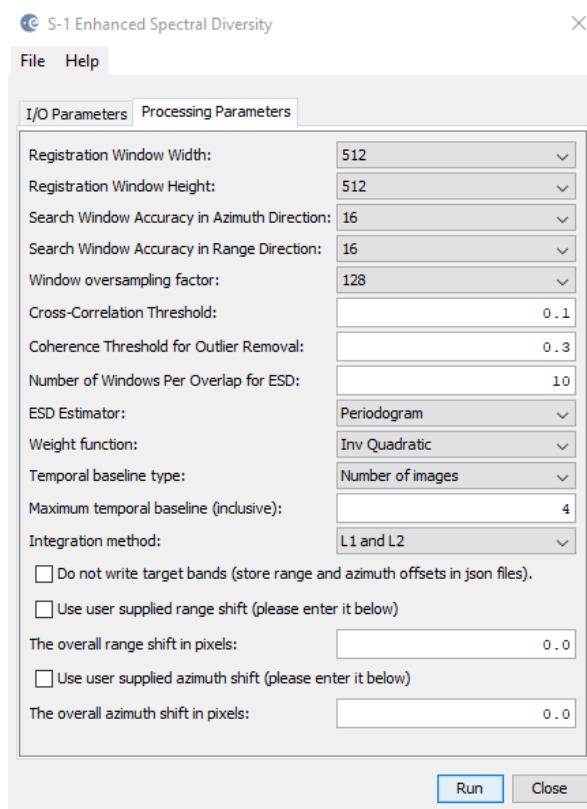 S-1 Enhanced Spectral Diversity
File Help
I/O Parameters Processing Parameters
Registration Window Width: 512
Registration Window Height: 512
Search Window Accuracy in Azimuth Direction: 16
Search Window Accuracy in Range Direction: 16
Window oversampling factor: 128
Cross-Correlation Threshold: 0.1
Coherence Threshold for Outlier Removal: 0.3
Number of Windows Per Overlap for ESD: 10
ESD Estimator: Periodogram
Weight function: Inv Quadratic
Temporal baseline type: Number of images
Maximum temporal baseline (inclusive): 4
Integration method: L1 and L2
Do not write target bands (store range and azimuth offsets in json files).
Use user supplied range shift (please enter it below)
The overall range shift in pixels: 0.0
Use user supplied azimuth shift (please enter it below)
The overall azimuth shift in pixels: 0.0
Run Close